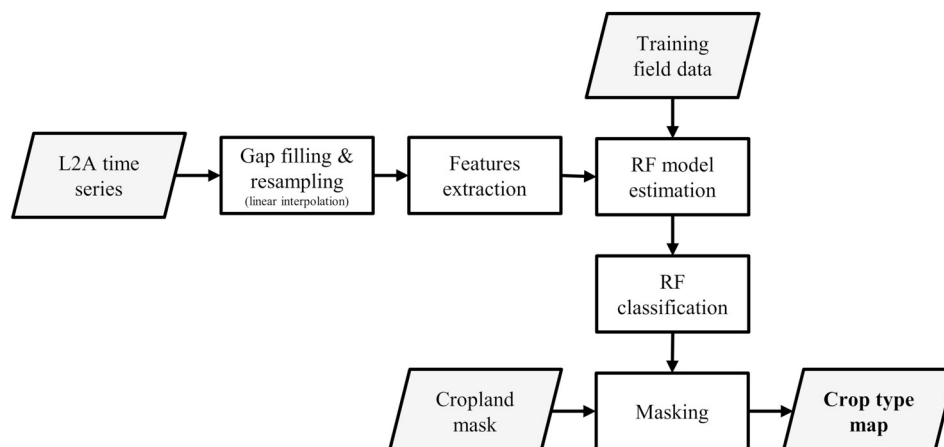 Training
field data
L2A time
series
Gap filling &
resampling
(linear interpolation)
Features
extraction
RF model
estimation
RF
classification
Cropland
mask
Masking
Crop type
map